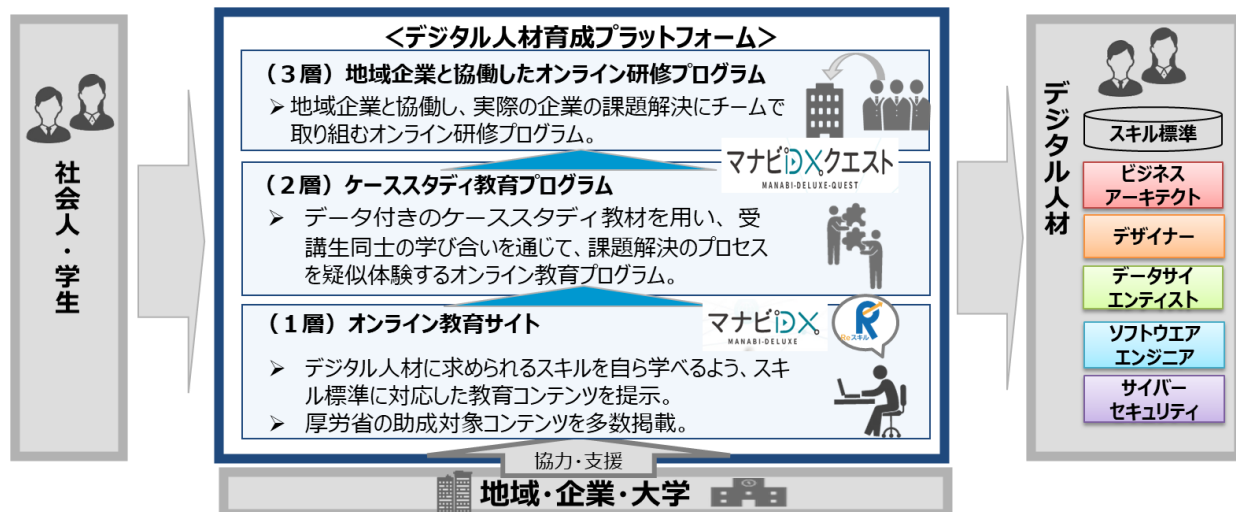 社会人・学生
<デジタル人材育成プラットフォーム>
(3層)地域企業と協働したオンライン研修プログラム
➢地域企業と協働し、実際の企業の課題解決にチームで
取り組むオンライン研修プログラム。
マナビDXクエスト
MANABI-DELUXE-QUEST
(2層)ケーススタディ教育プログラム
➢ データ付きのケーススタディ教材を用い、受
講生同士の学び合いを通じて、課題解決のプロセス
を疑似体験するオンライン教育プログラム。
(1層)オンライン教育サイト
マナビDX
MANABI-DELUXE
R
Reスキル
➢ デジタル人材に求められるスキルを自ら学べるよう、スキ
ル標準に対応した教育コンテンツを提示。
➢ 厚労省の助成対象コンテンツを多数掲載。
協力・支援
地域・企業・大学
デジタル人材
スキル標準
ビジネス
アーキテクト
デザイナー
データサイ
エンティスト
ソフトウエア
エンジニア
サイバー
セキュリティ